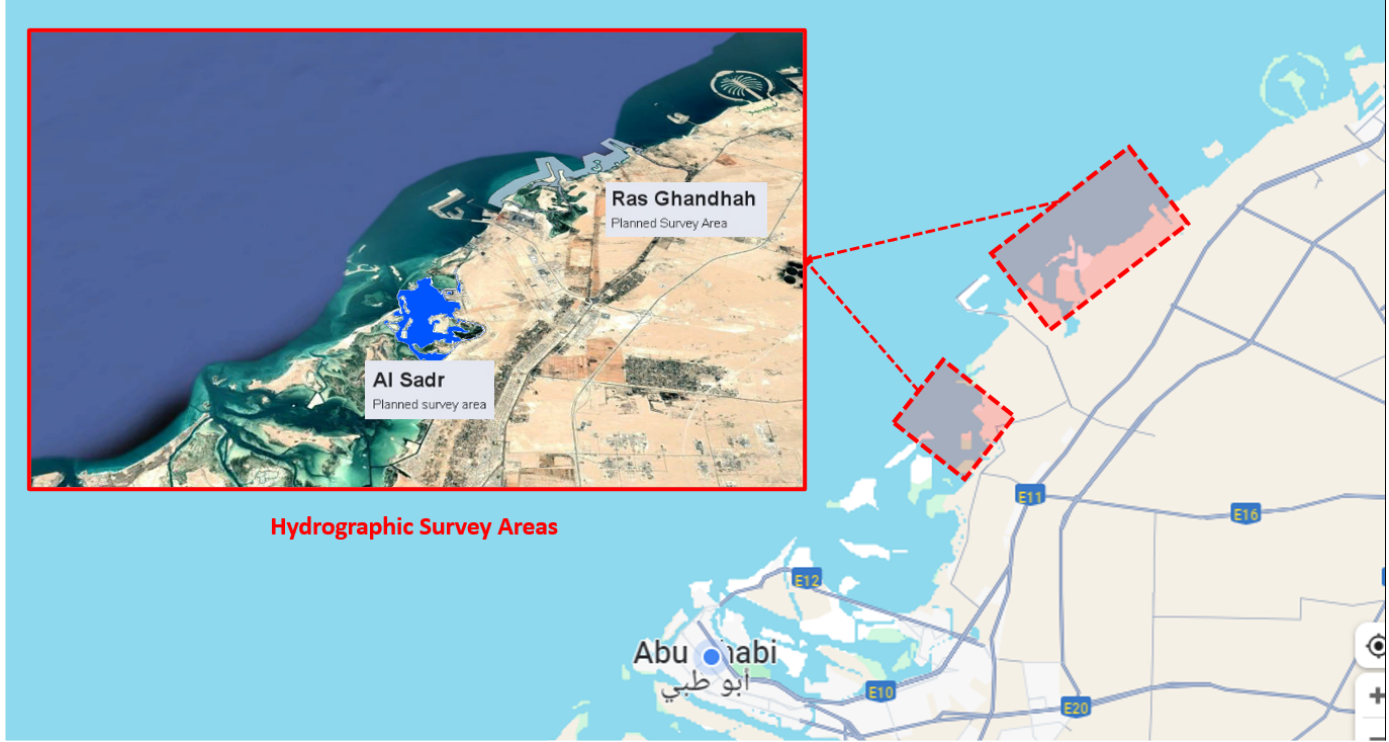 Ras Ghandhah
Planned Survey Area
Al Sadr
Planned survey area
Hydrographic Survey Areas
E11
E16
E12
Abu habi
أبو ظبي
E10
E20